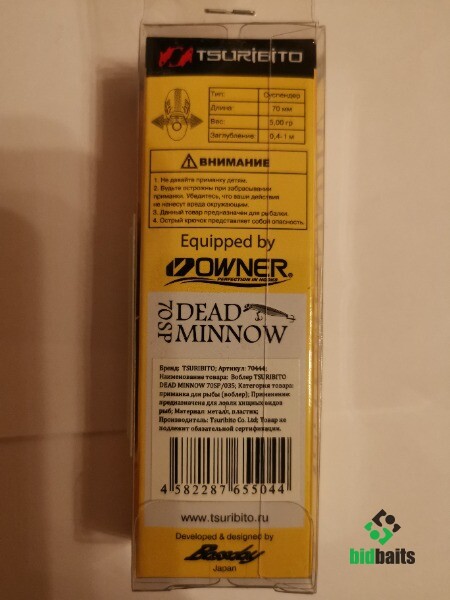 TSURIBITO
Тип: Суспендер
Длина: 70 мм
Вес: 5,00 гр
Заглубление: 0,4-1 м
ВНИМАНИЕ
1. Не давайте приманку детям.
2. Будьте острожны при забрасывании
приманки. Убедитесь, что ваши действия
не нанесут вреда окружающим.
3. Данный товар предназначен для рыбалки.
4. Острый крючок представляет собой опасность.
Equipped by
OWNER®
PERFECTION IN HOOKS
70SP DEAD
MINNOW
Бренд: TSURIBITO; Артикул: 70444;
Наименование товара: Воблер TSURIBITO
DEAD MINNOW 70SP/035; Категория товара:
приманка для рыбы (воблер); Применение:
предназначена для ловли хищных видов
рыб; Материал: металл, пластик;
Производитель: Tsuribito Co. Ltd; Товар не
подлежит обязательной сертификации.
4 582287 655044
www.tsuribito.ru
Developed & designed by
Japan
bidbaits